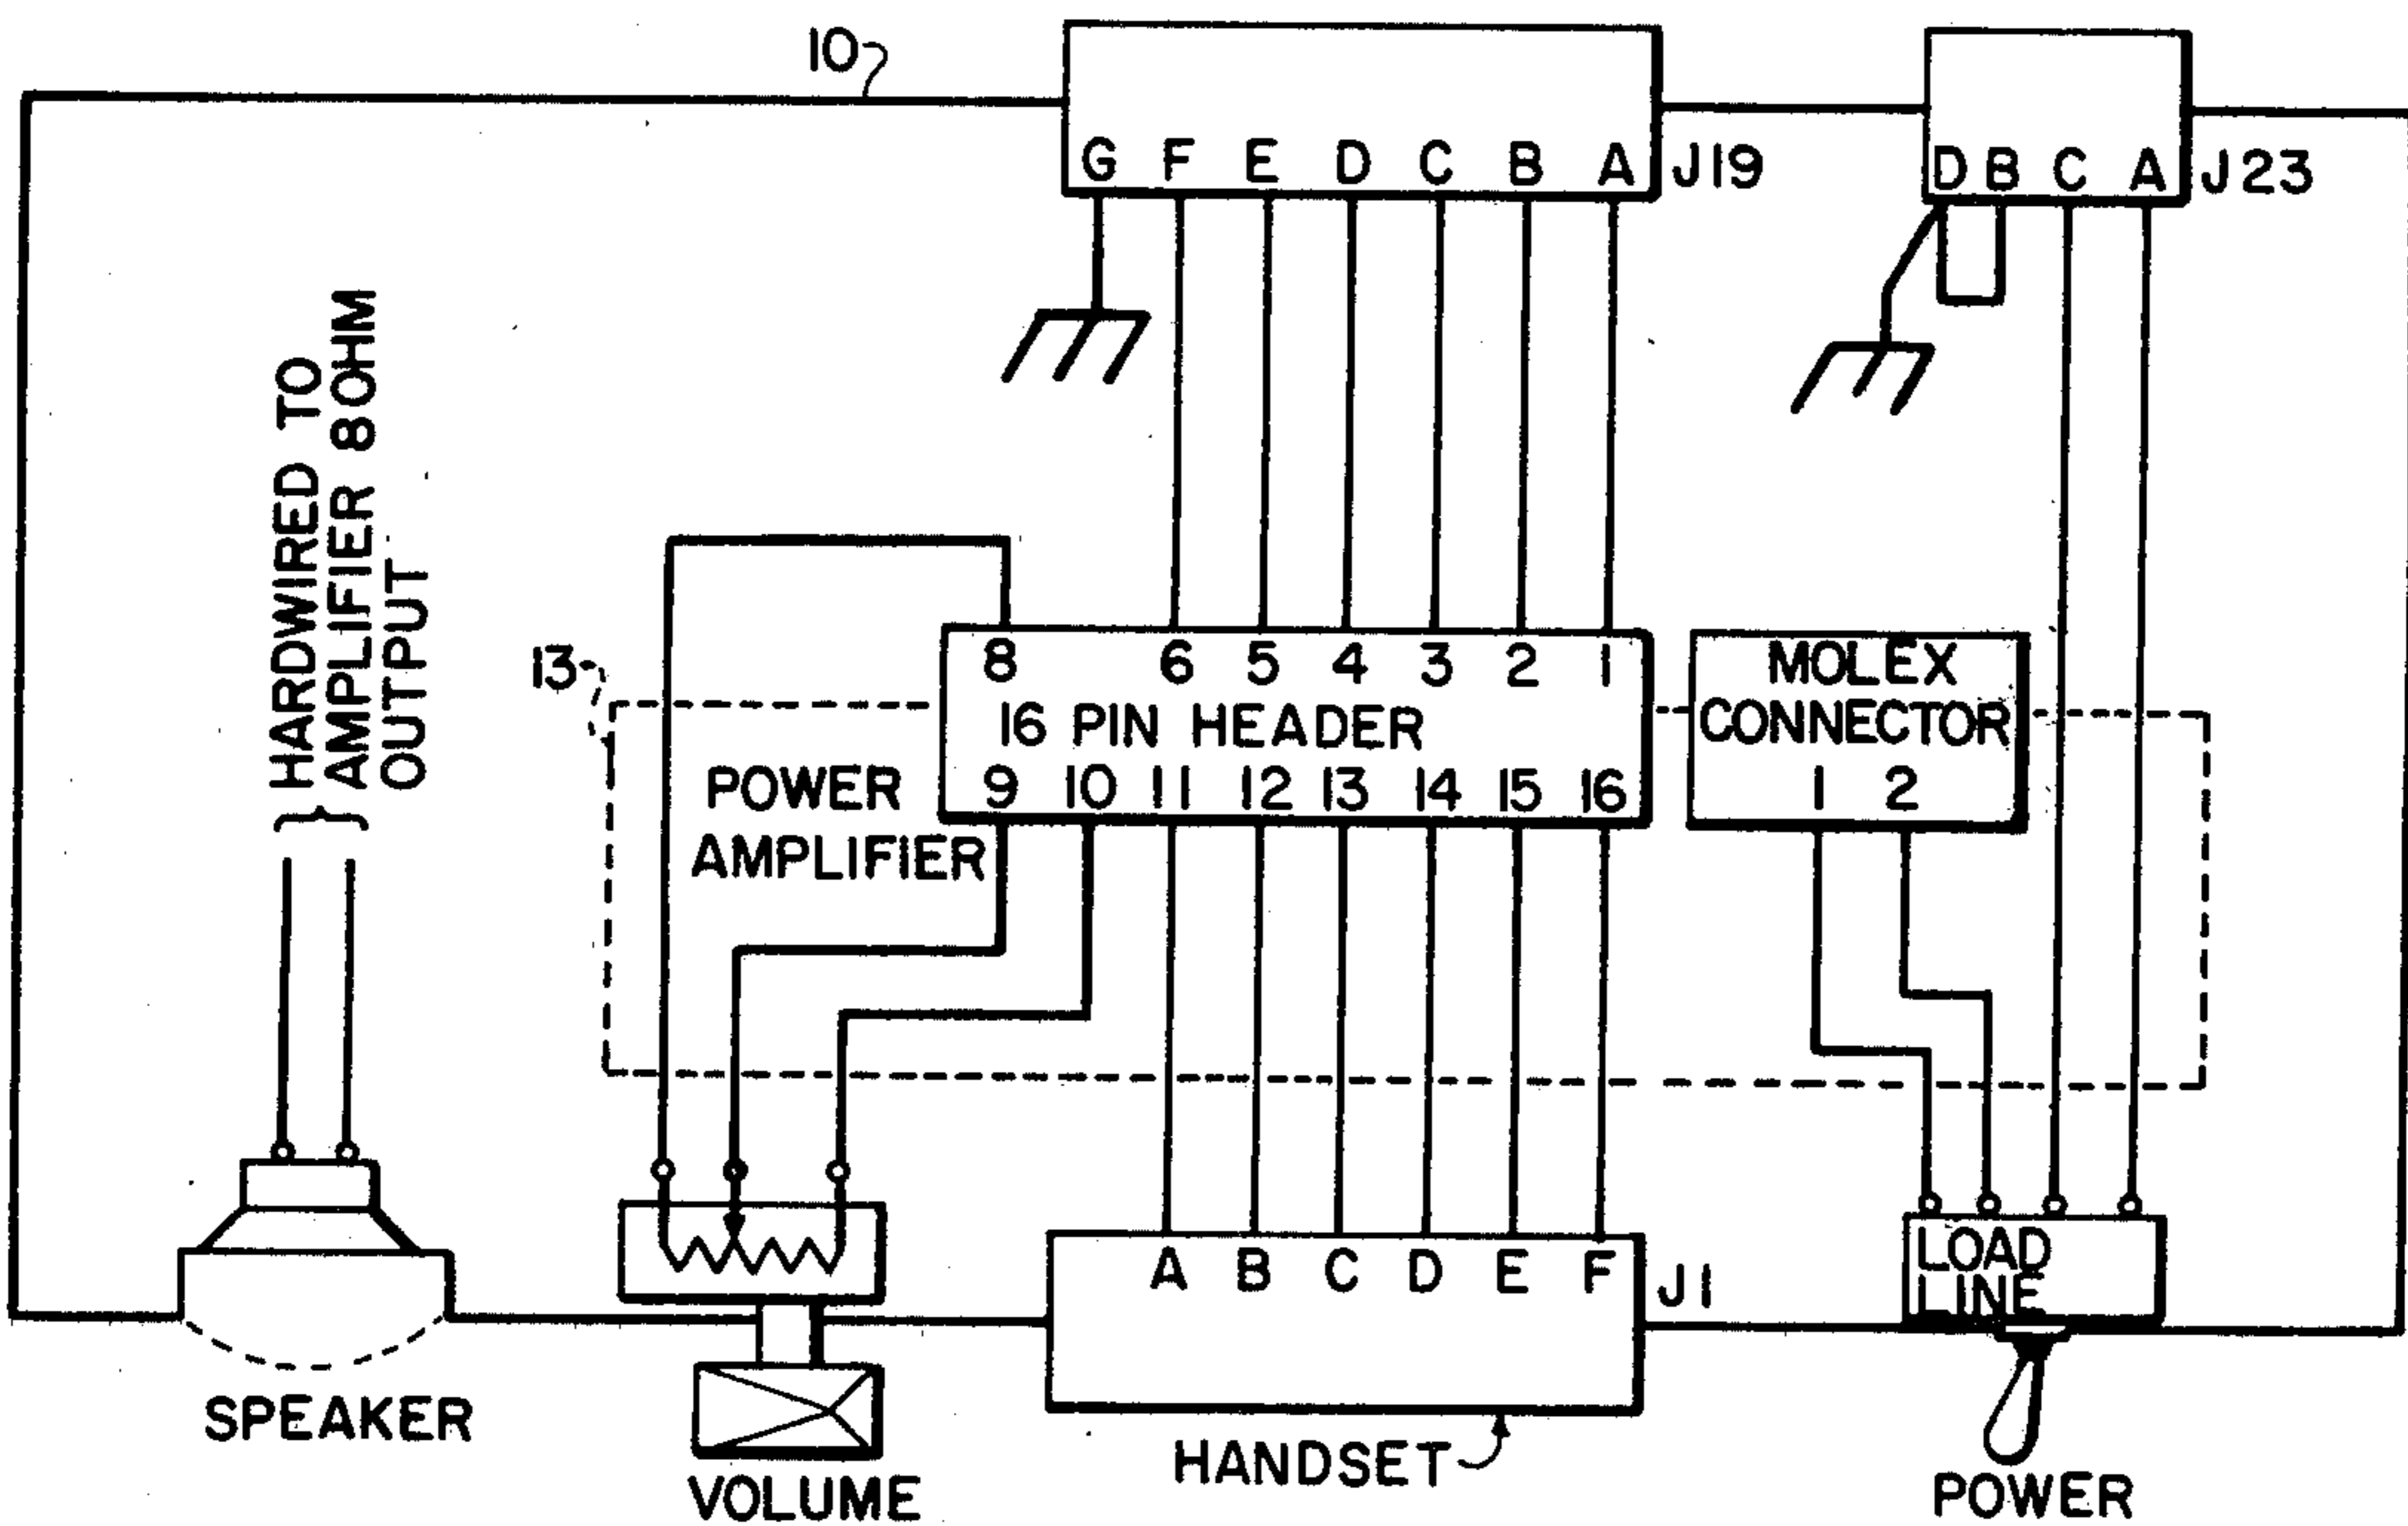 10
G F E D C B A J19
D B C A J23
HARDWIRED TO
AMPLIFIER 8 OHM
OUTPUT
13
8 6 5 4 3 2 1
16 PIN HEADER
9 10 11 12 13 14 15 16
POWER
AMPLIFIER
MOLEX
CONNECTOR
1 2
A B C D E F J1
LOAD
LINE
SPEAKER
VOLUME
HANDSET
POWER